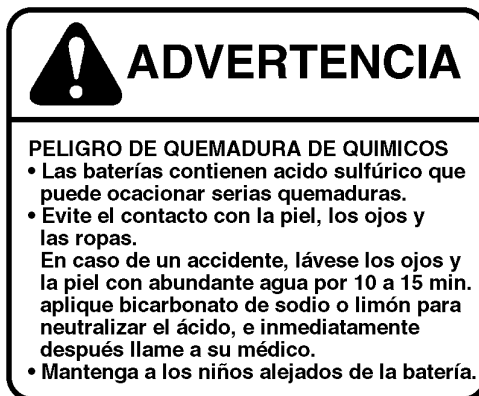 ADVERTENCIA
PELIGRO DE QUEMADURA DE QUIMICOS
• Las baterías contienen acido sulfúrico que
puede ocacionar serias quemaduras.
• Evite el contacto con la piel, los ojos y
las ropas.
En caso de un accidente, lávese los ojos y
la piel con abundante agua por 10 a 15 min.
aplique bicarbonato de sodio o limón para
neutralizar el ácido, e inmediatamente
después llame a su médico.
• Mantenga a los niños alejados de la batería.